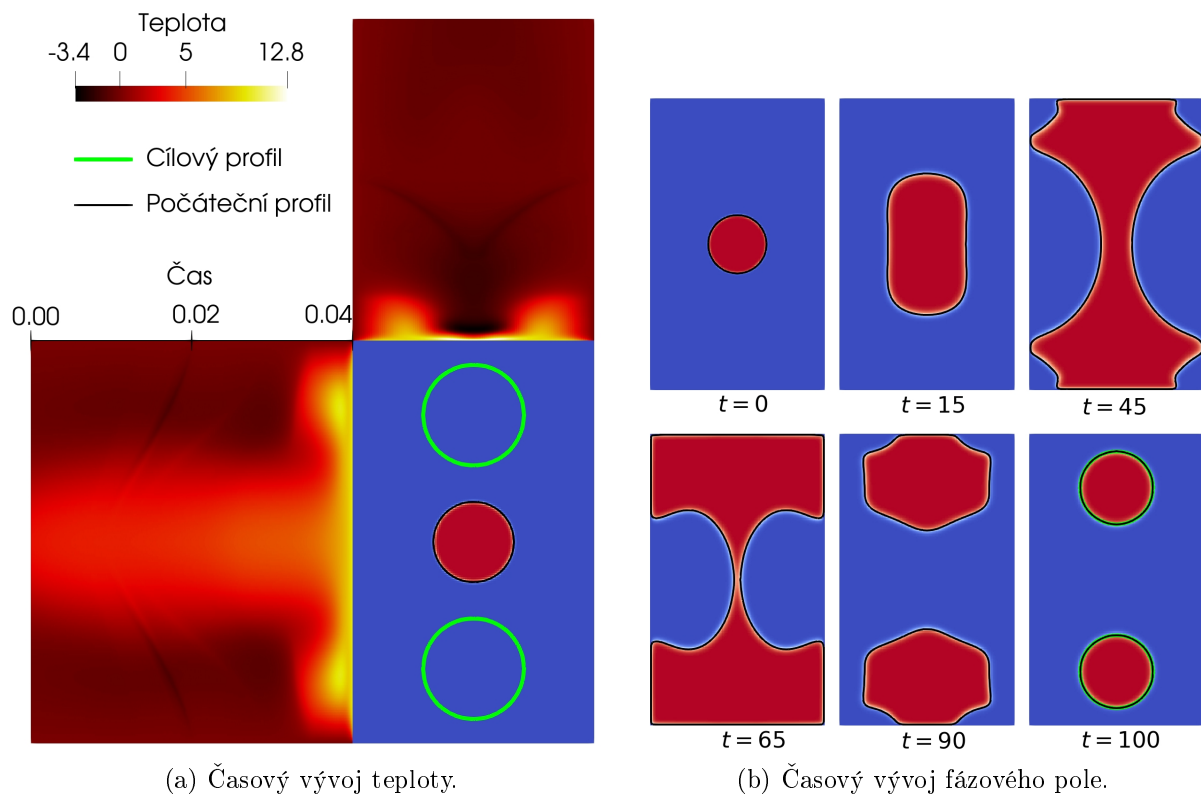 Teplota
-3.4 0 5 12.8
Cílový profil
Počáteční profil
Čas
0.00 0.02 0.04
t = 0 t = 15 t = 45
t = 65 t = 90 t = 100
(a) Časový vývoj teploty.
(b) Časový vývoj fázového pole.